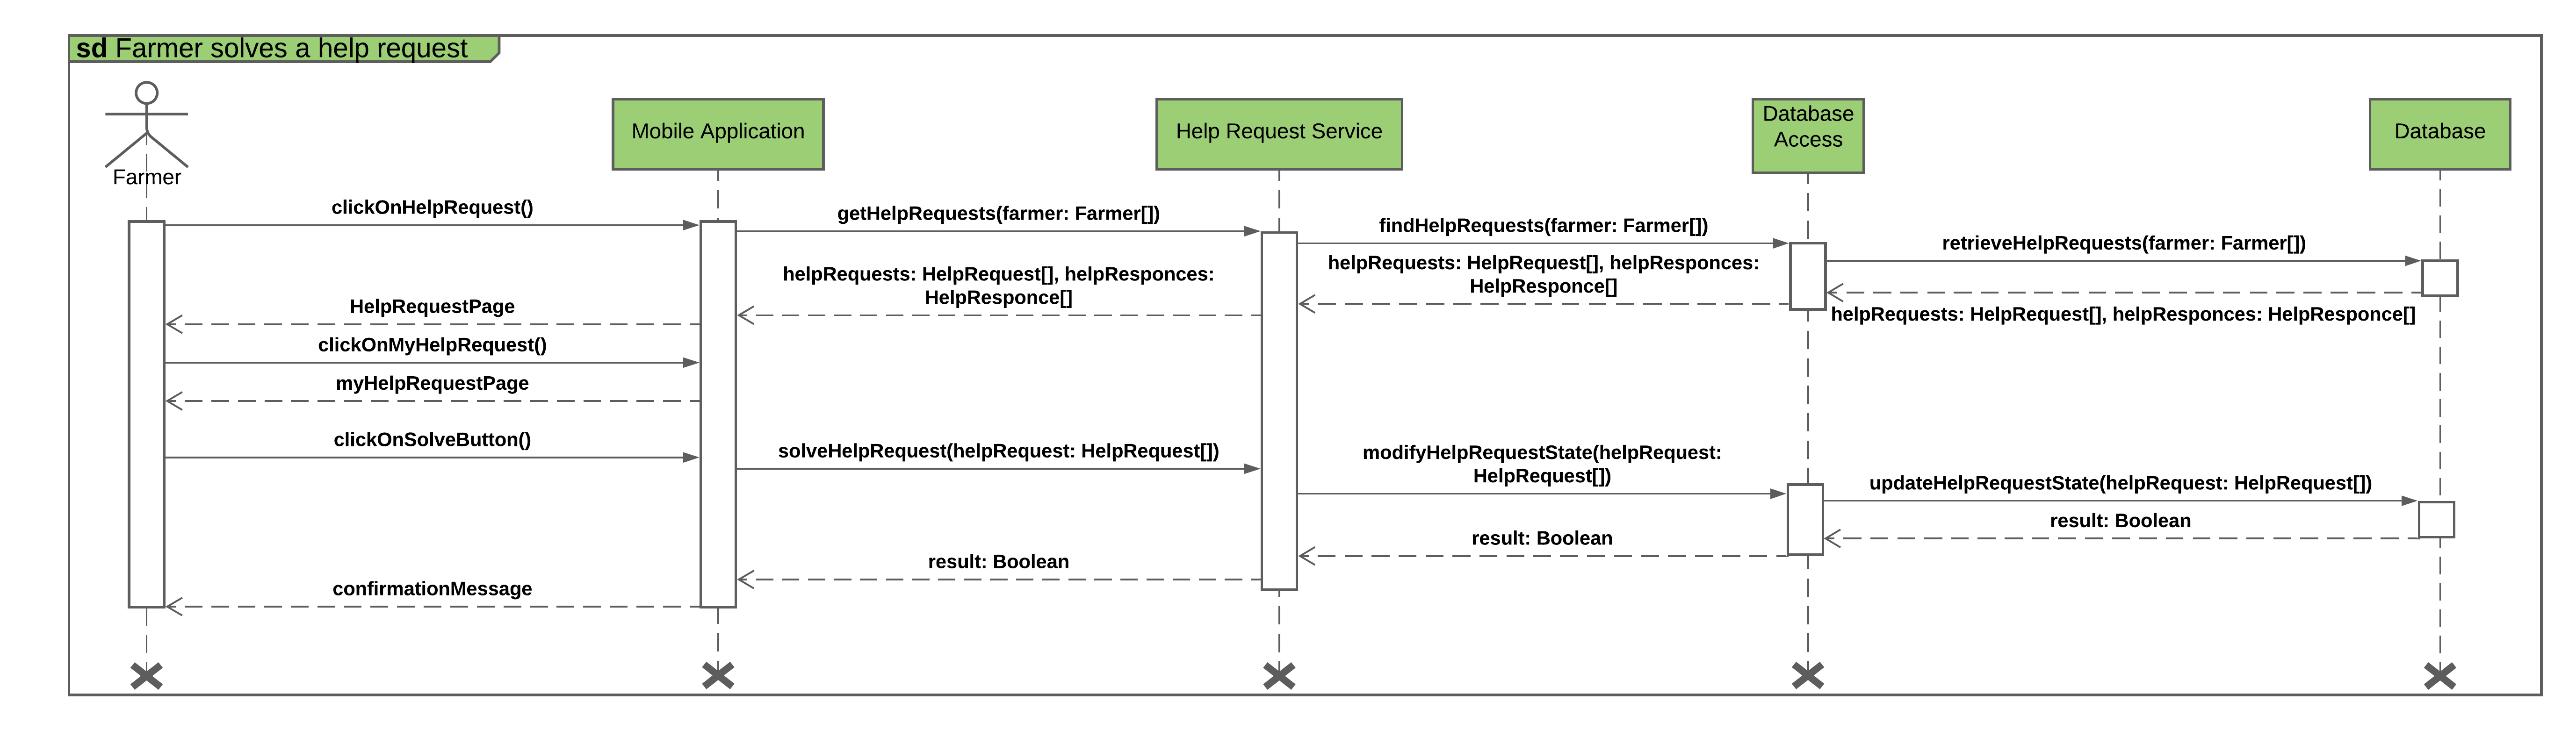 sd Farmer solves a help request
Farmer
Mobile Application
Help Request Service
Database
Access
Database
clickOnHelpRequest()
getHelpRequests(farmer: Farmer[])
findHelpRequests(farmer: Farmer[])
retrieveHelpRequests(farmer: Farmer[])
helpRequests: HelpRequest[], helpResponces: HelpResponce[]
helpRequests: HelpRequest[], helpResponces:
HelpResponce[]
helpRequests: HelpRequest[], helpResponces:
HelpResponce[]
HelpRequestPage
clickOnMyHelpRequest()
myHelpRequestPage
clickOnSolveButton()
solveHelpRequest(helpRequest: HelpRequest[])
modifyHelpRequestState(helpRequest:
HelpRequest[])
updateHelpRequestState(helpRequest: HelpRequest[])
result: Boolean
result: Boolean
result: Boolean
confirmationMessage